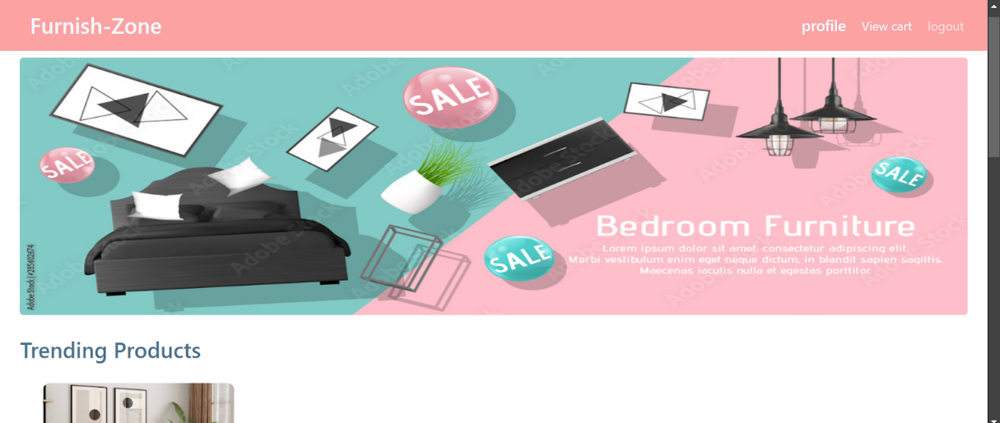 Furnish-Zone
profile View cart logout
SALE
SALE
SALE
SALE
Bedroom Furniture
Lorem ipsum dolor sit amet, consectetur adipiscing elit.
Morbi vestibulum enim eget neque dictum, in blandit sapien sagittis.
Maecenas iaculis nulla et egestas porttitor.
Adobe Stock | #285602674
Trending Products